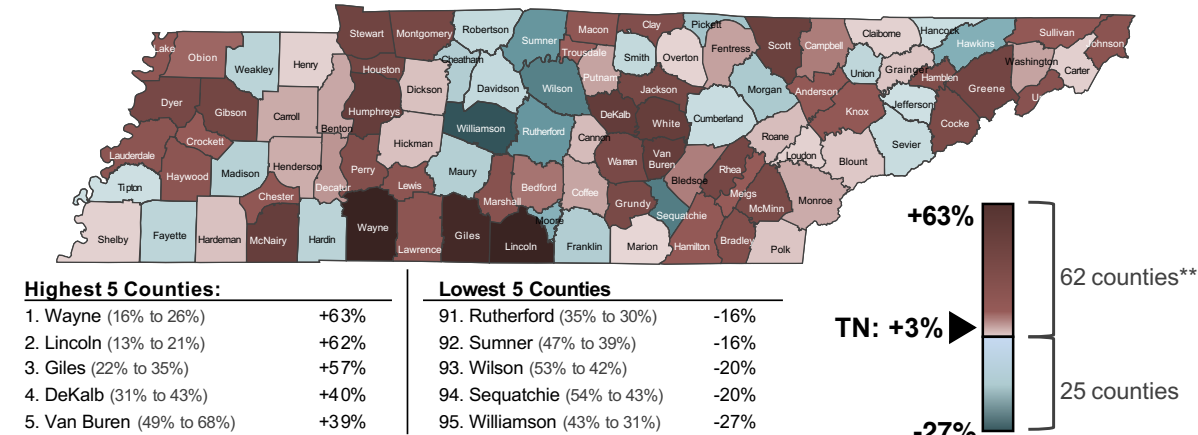 Stewart Montgomery Robertson Sumner Macon Clay Pickett Claiborne Hancock Hawkins Sullivan Johnson
Lake Obion Weakley Henry Houston Cheatham Trousdale Smith Overton Fentress Scott Campbell Union Grainger Hamblen Washington Carter
Dyer Gibson Carroll Benton Humphreys Dickson Davidson Wilson Putnam Jackson Morgan Anderson Knox Jefferson Greene U
Lauderdale Crockett Hickman Williamson Rutherford Cannon DeKalb White Cumberland Roane Loudon Blount Sevier Cocke
Tipton Haywood Madison Henderson Decatur Perry Lewis Maury Bedford Coffee Warren Van Buren Bledsoe Rhea Meigs McMinn Monroe
Shelby Fayette Hardeman Chester McNairy Hardin Wayne Lawrence Giles Marshall Lincoln Moore Franklin Grundy Sequatchie Marion Hamilton Bradley Polk
Highest 5 Counties:
1. Wayne (16% to 26%) +63%
2. Lincoln (13% to 21%) +62%
3. Giles (22% to 35%) +57%
4. DeKalb (31% to 43%) +40%
5. Van Buren (49% to 68%) +39%
Lowest 5 Counties
91. Rutherford (35% to 30%) -16%
92. Sumner (47% to 39%) -16%
93. Wilson (53% to 42%) -20%
94. Sequatchie (54% to 43%) -20%
95. Williamson (43% to 31%) -27%
+63%
62 counties**
TN: +3%
25 counties
-27%